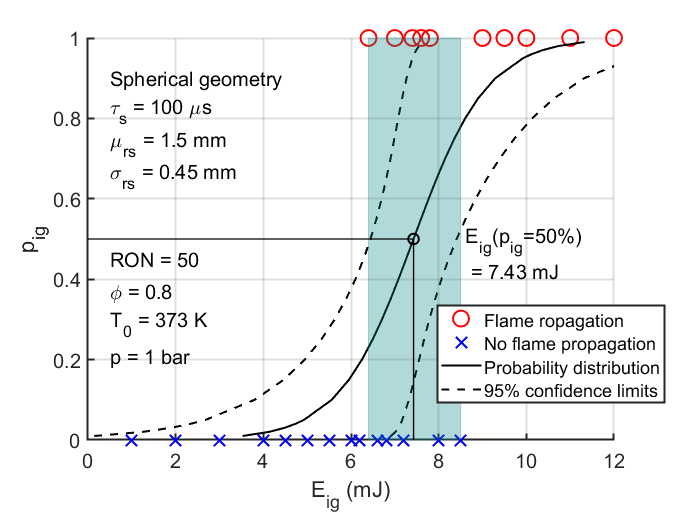 1
0.8
0.6
0.4
0.2
0
p_ig
Spherical geometry
τ_s = 100 μs
μ_rs = 1.5 mm
σ_rs = 0.45 mm
RON = 50
ϕ = 0.8
T_0 = 373 K
p = 1 bar
E_ig(p_ig=50%)
= 7.43 mJ
Flame ropagation
No flame propagation
Probability distribution
95% confidence limits
0 2 4 6 8 10 12
E_ig (mJ)